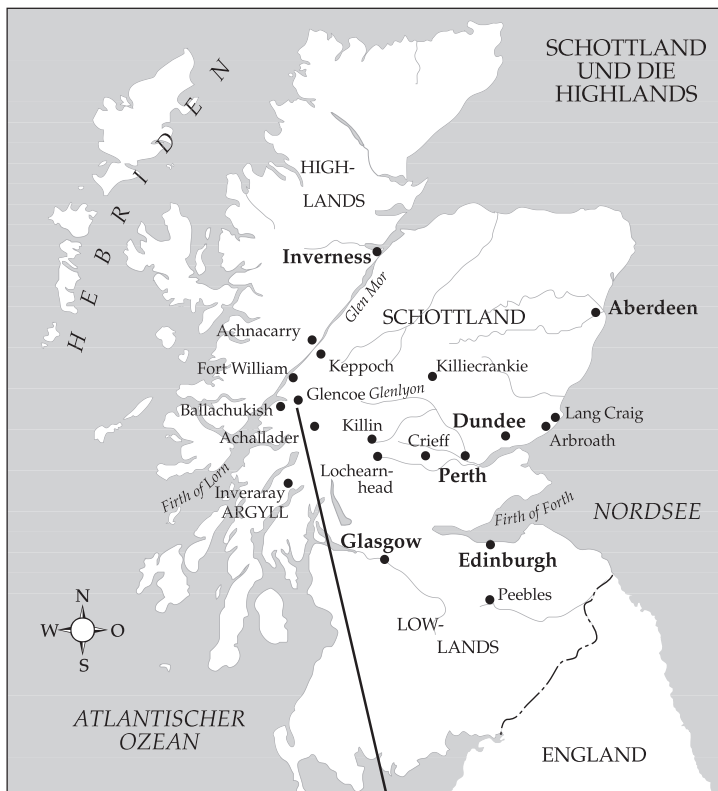 SCHOTTLAND
UND DIE
HIGHLANDS
HEBRIDEN
HIGH-
LANDS
Inverness
Glen Mor
SCHOTTLAND
Aberdeen
Achnacarry
Keppoch
Fort William
Killiecrankie
Glencoe Glenlyon
Ballachukish
Achallader
Killin
Crieff
Dundee
Lang Craig
Arbroath
Lochearn-
head
Perth
Firth of Lorn
Inveraray
ARGYLL
Firth of Forth
NORDSEE
Glasgow
Edinburgh
Peebles
LOW-
LANDS
N
W O
S
ATLANTISCHER
OZEAN
ENGLAND